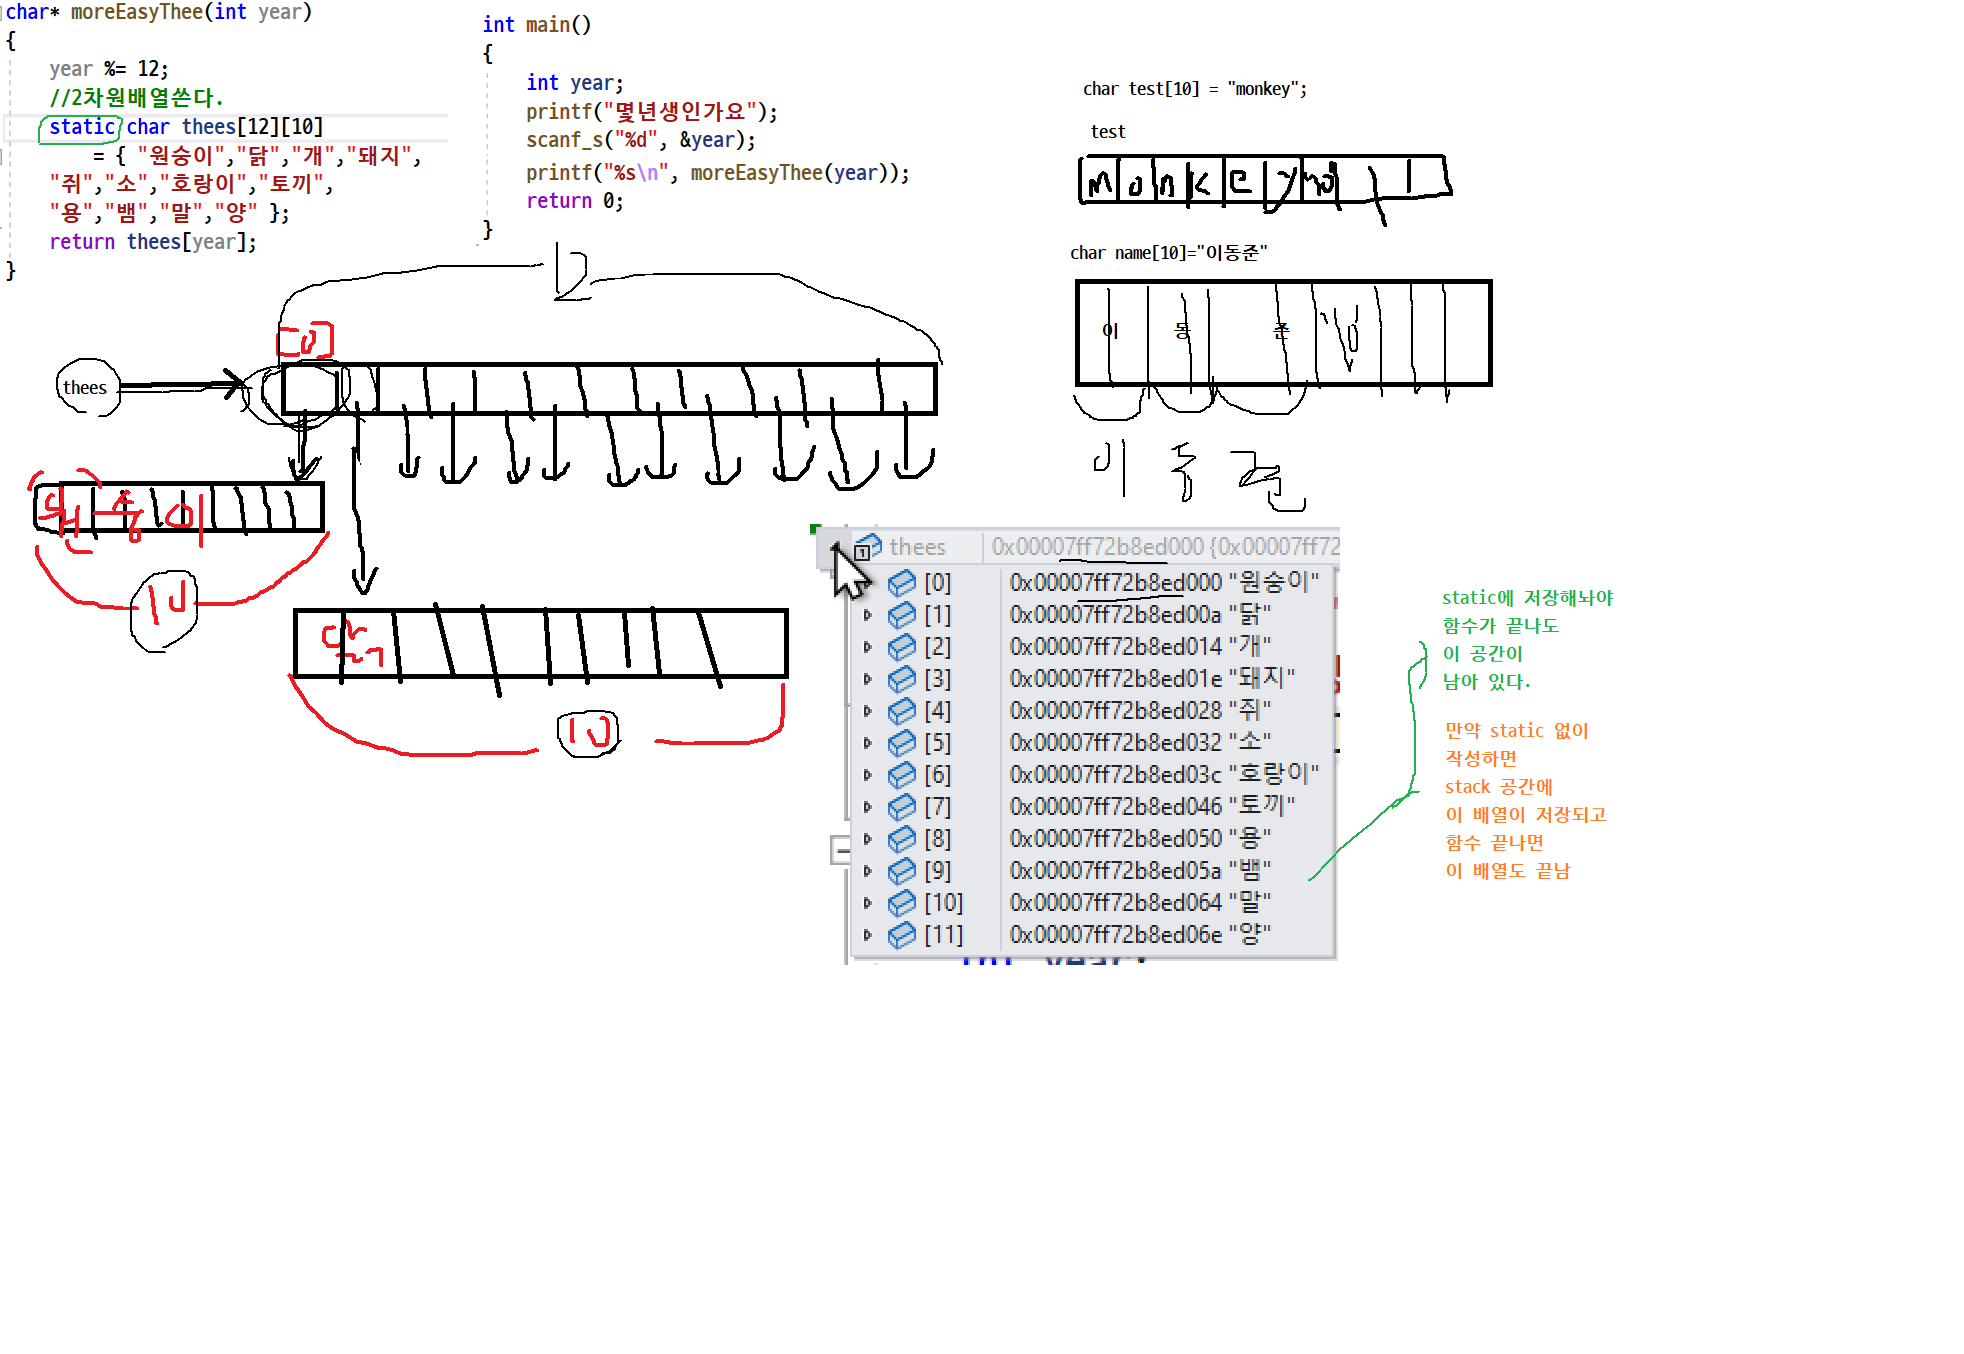 char* moreEasyThee(int year)
{
year %= 12;
//2차원배열쓴다.
static char thees[12][10]
= { "원숭이","닭","개","돼지",
"쥐","소","호랑이","토끼",
"용","뱀","말","양" };
return thees[year];
}
int main()
{
int year;
printf("몇년생인가요");
scanf_s("%d", &year);
printf("%s\n", moreEasyThee(year));
return 0;
}
char test[10] = "monkey";
test
m o n k e y \0
char name[10]="이동준"
이 동 준 \0
이 동 준
12
[0]
thees
원 숭 이
10
닭
10
thees 0x00007ff72b8ed000 {0x00007ff72
[0] 0x00007ff72b8ed000 "원숭이"
[1] 0x00007ff72b8ed00a "닭"
[2] 0x00007ff72b8ed014 "개"
[3] 0x00007ff72b8ed01e "돼지"
[4] 0x00007ff72b8ed028 "쥐"
[5] 0x00007ff72b8ed032 "소"
[6] 0x00007ff72b8ed03c "호랑이"
[7] 0x00007ff72b8ed046 "토끼"
[8] 0x00007ff72b8ed050 "용"
[9] 0x00007ff72b8ed05a "뱀"
[10] 0x00007ff72b8ed064 "말"
[11] 0x00007ff72b8ed06e "양"
static에 저장해놔야
함수가 끝나도
이 공간이
남아 있다.
만약 static 없이
작성하면
stack 공간에
이 배열이 저장되고
함수 끝나면
이 배열도 끝남